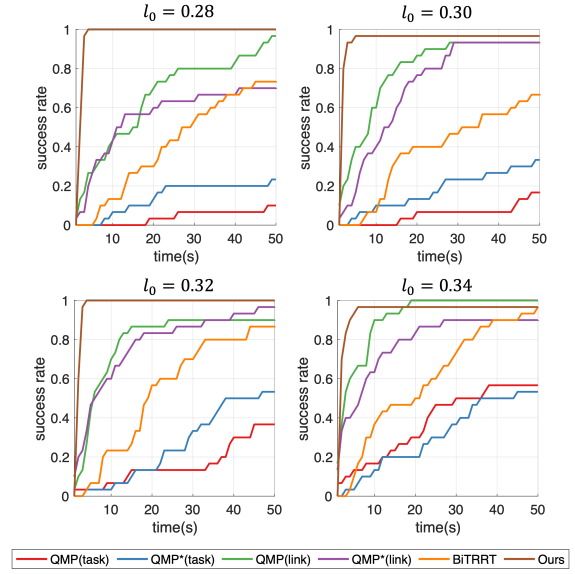 l₀ = 0.28
l₀ = 0.30
1
0.8
0.6
0.4
0.2
0
success rate
10 20 30 40 50
time(s)
1
0.8
0.6
0.4
0.2
0
success rate
10 20 30 40 50
time(s)
l₀ = 0.32
l₀ = 0.34
1
0.8
0.6
0.4
0.2
0
success rate
10 20 30 40 50
time(s)
1
0.8
0.6
0.4
0.2
0
success rate
10 20 30 40 50
time(s)
QMP(task) QMP*(task) QMP(link) QMP*(link) BiTRRT Ours